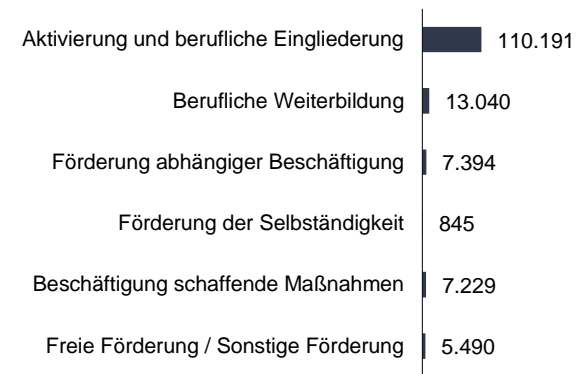 Aktivierung und berufliche Eingliederung 110.191
Berufliche Weiterbildung 13.040
Förderung abhängiger Beschäftigung 7.394
Förderung der Selbständigkeit 845
Beschäftigung schaffende Maßnahmen 7.229
Freie Förderung / Sonstige Förderung 5.490